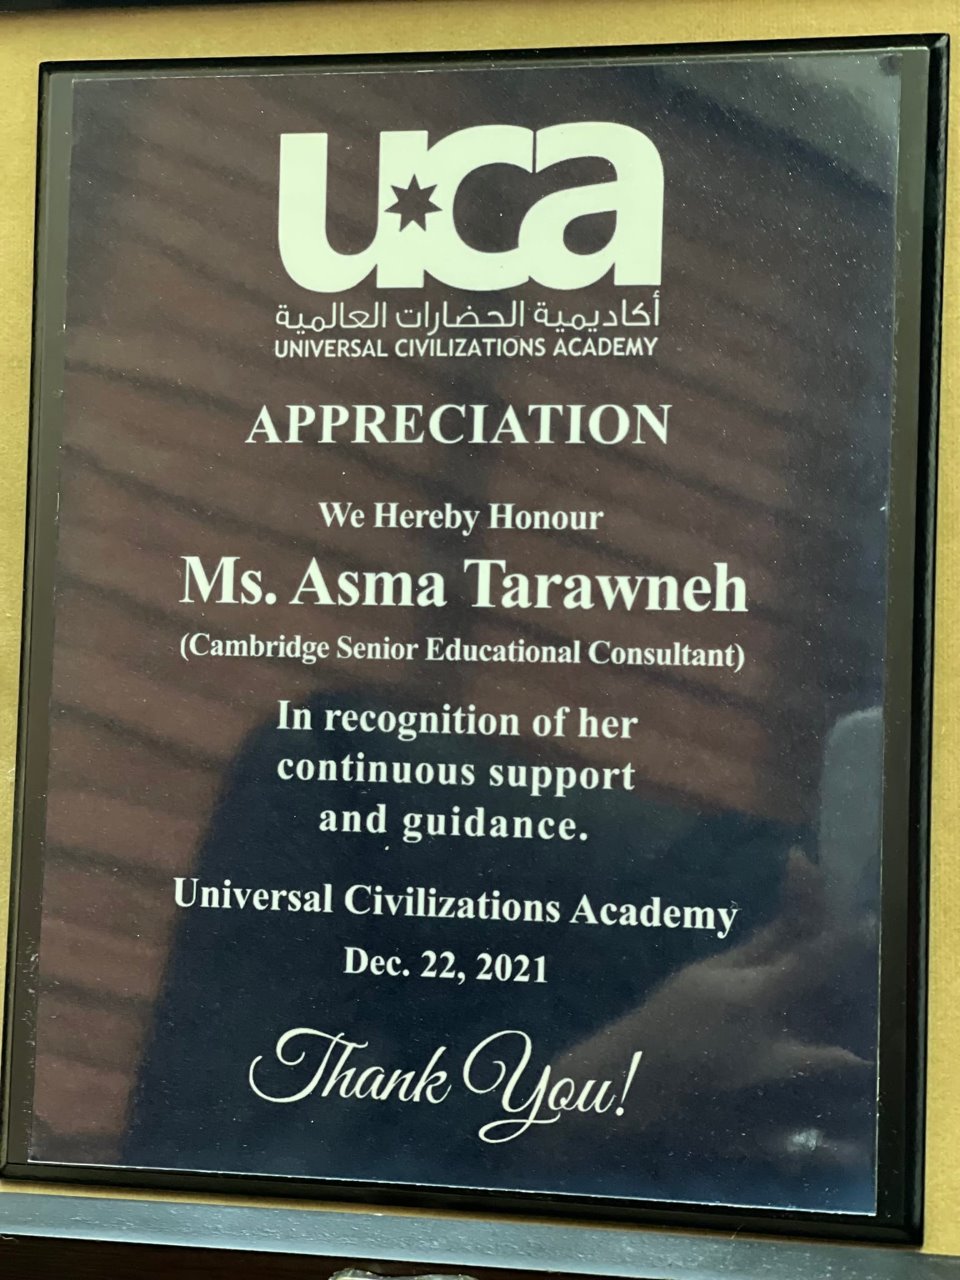 uca
أكاديمية الحضارات العالمية
UNIVERSAL CIVILIZATIONS ACADEMY
APPRECIATION
We Hereby Honour
Ms. Asma Tarawneh
(Cambridge Senior Educational Consultant)
In recognition of her
continuous support
and guidance.
Universal Civilizations Academy
Dec. 22, 2021
Thank You!